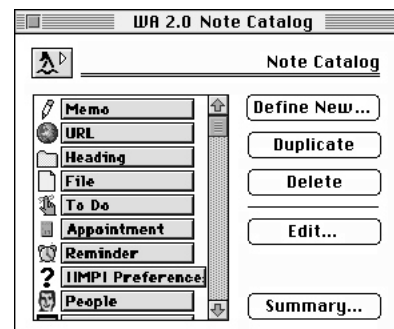 WA 2.0 Note Catalog
Note Catalog
Memo
URL
Heading
File
To Do
Appointment
Reminder
Preference
People
Define New...
Duplicate
Delete
Edit...
Summary...